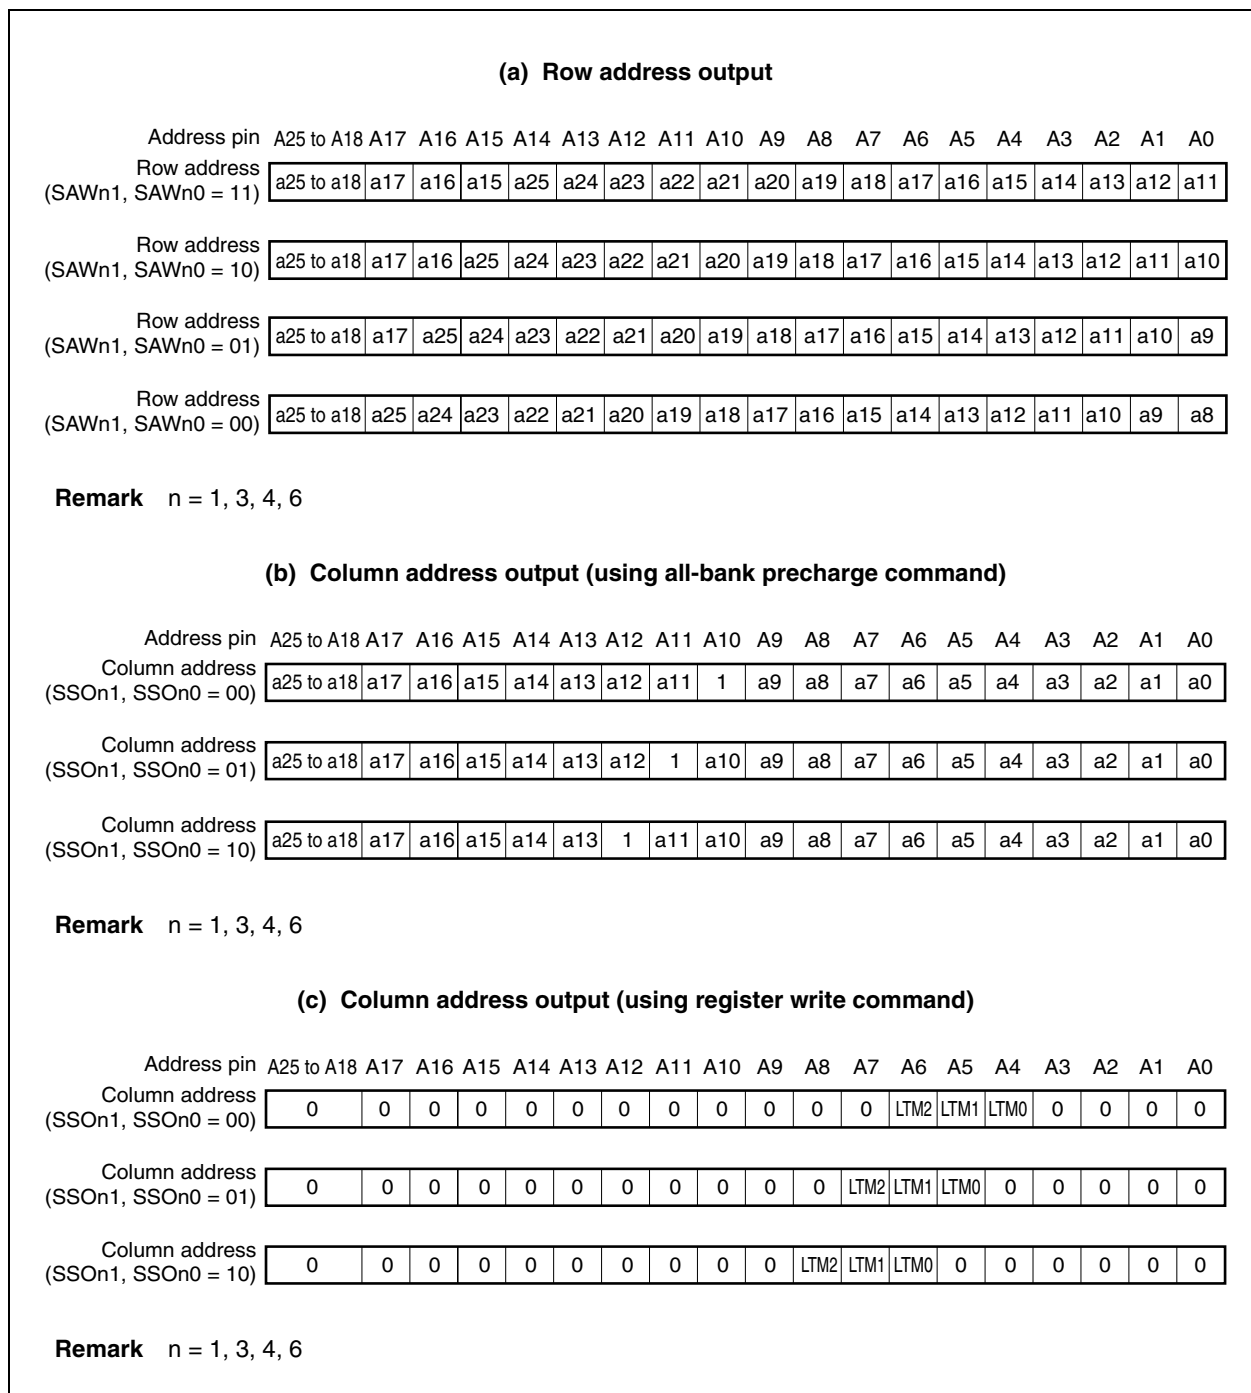 (a) Row address output
Address pin A25 to A18 A17 A16 A15 A14 A13 A12 A11 A10 A9 A8 A7 A6 A5 A4 A3 A2 A1 A0
Row address
(SAWn1, SAWn0 = 11) a25 to a18 a17 a16 a15 a25 a24 a23 a22 a21 a20 a19 a18 a17 a16 a15 a14 a13 a12 a11
Row address
(SAWn1, SAWn0 = 10) a25 to a18 a17 a16 a25 a24 a23 a22 a21 a20 a19 a18 a17 a16 a15 a14 a13 a12 a11 a10
Row address
(SAWn1, SAWn0 = 01) a25 to a18 a17 a25 a24 a23 a22 a21 a20 a19 a18 a17 a16 a15 a14 a13 a12 a11 a10 a9
Row address
(SAWn1, SAWn0 = 00) a25 to a18 a25 a24 a23 a22 a21 a20 a19 a18 a17 a16 a15 a14 a13 a12 a11 a10 a9 a8
Remark n = 1, 3, 4, 6
(b) Column address output (using all-bank precharge command)
Address pin A25 to A18 A17 A16 A15 A14 A13 A12 A11 A10 A9 A8 A7 A6 A5 A4 A3 A2 A1 A0
Column address
(SSOn1, SSOn0 = 00) a25 to a18 a17 a16 a15 a14 a13 a12 a11 1 a9 a8 a7 a6 a5 a4 a3 a2 a1 a0
Column address
(SSOn1, SSOn0 = 01) a25 to a18 a17 a16 a15 a14 a13 a12 1 a10 a9 a8 a7 a6 a5 a4 a3 a2 a1 a0
Column address
(SSOn1, SSOn0 = 10) a25 to a18 a17 a16 a15 a14 a13 1 a11 a10 a9 a8 a7 a6 a5 a4 a3 a2 a1 a0
Remark n = 1, 3, 4, 6
(c) Column address output (using register write command)
Address pin A25 to A18 A17 A16 A15 A14 A13 A12 A11 A10 A9 A8 A7 A6 A5 A4 A3 A2 A1 A0
Column address
(SSOn1, SSOn0 = 00) 0 0 0 0 0 0 0 0 0 0 0 0 LTM2 LTM1 LTM0 0 0 0 0
Column address
(SSOn1, SSOn0 = 01) 0 0 0 0 0 0 0 0 0 0 0 LTM2 LTM1 LTM0 0 0 0 0 0
Column address
(SSOn1, SSOn0 = 10) 0 0 0 0 0 0 0 0 0 0 LTM2 LTM1 LTM0 0 0 0 0 0 0
Remark n = 1, 3, 4, 6